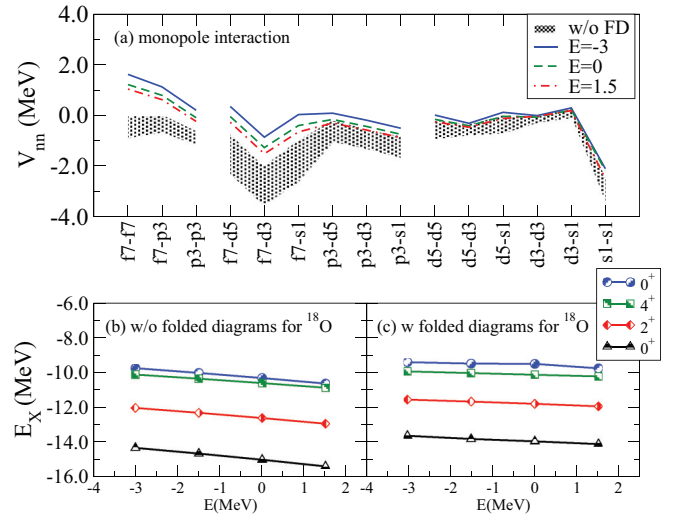 4.0
2.0
0.0
-2.0
-4.0
V_nn (MeV)
(a) monopole interaction
w/o FD
E=-3
E=0
E=1.5
f7-f7
f7-p3
p3-p3
f7-d5
f7-d3
f7-s1
p3-d5
p3-d3
p3-s1
d5-d5
d5-d3
d5-s1
d3-d3
d3-s1
s1-s1
0^+
4^+
2^+
0^+
-6.0
-8.0
-10.0
-12.0
-14.0
-16.0
E_X (MeV)
(b) w/o folded diagrams for ^18O
-4 -3 -2 -1 0 1 2
E(MeV)
(c) w folded diagrams for ^18O
-4 -3 -2 -1 0 1 2
E(MeV)